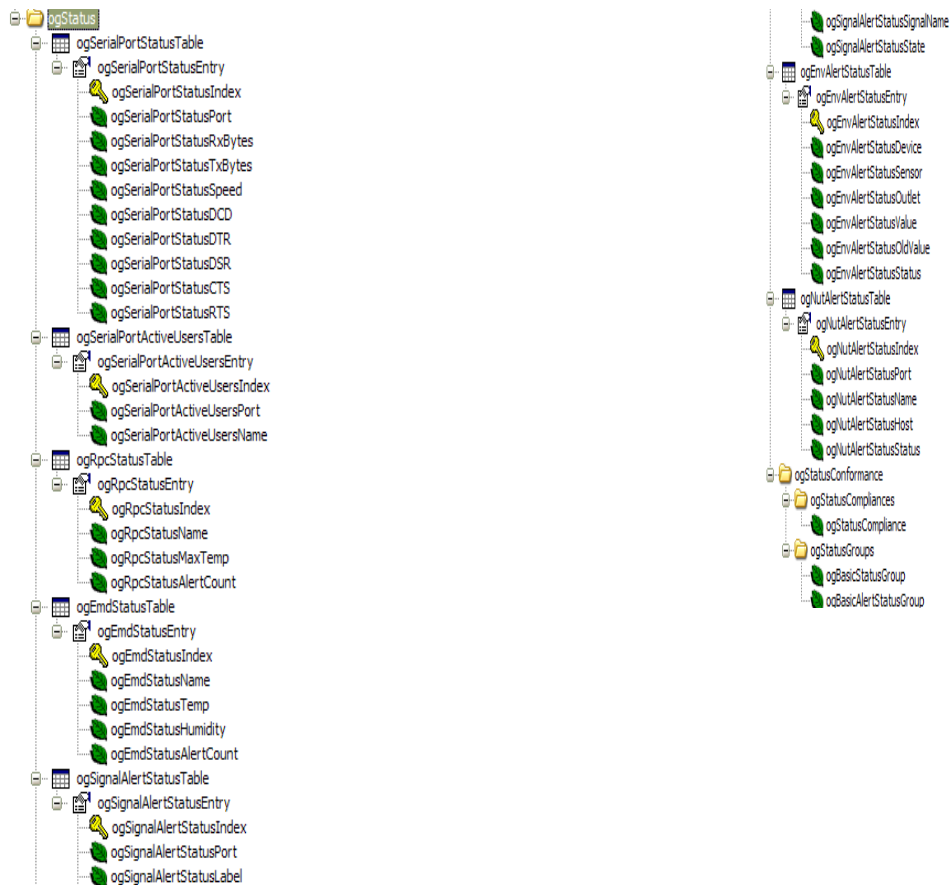 ogStatus
ogSerialPortStatusTable
ogSerialPortStatusEntry
ogSerialPortStatusIndex
ogSerialPortStatusPort
ogSerialPortStatusRxBytes
ogSerialPortStatusTxBytes
ogSerialPortStatusSpeed
ogSerialPortStatusDCD
ogSerialPortStatusDTR
ogSerialPortStatusDSR
ogSerialPortStatusCTS
ogSerialPortStatusRTS
ogSerialPortActiveUsersTable
ogSerialPortActiveUsersEntry
ogSerialPortActiveUsersIndex
ogSerialPortActiveUsersPort
ogSerialPortActiveUsersName
ogRpcStatusTable
ogRpcStatusEntry
ogRpcStatusIndex
ogRpcStatusName
ogRpcStatusMaxTemp
ogRpcStatusAlertCount
ogEmdStatusTable
ogEmdStatusEntry
ogEmdStatusIndex
ogEmdStatusName
ogEmdStatusTemp
ogEmdStatusHumidity
ogEmdStatusAlertCount
ogSignalAlertStatusTable
ogSignalAlertStatusEntry
ogSignalAlertStatusIndex
ogSignalAlertStatusPort
ogSignalAlertStatusLabel
ogSignalAlertStatusSignalName
ogSignalAlertStatusState
ogEnvAlertStatusTable
ogEnvAlertStatusEntry
ogEnvAlertStatusIndex
ogEnvAlertStatusDevice
ogEnvAlertStatusSensor
ogEnvAlertStatusOutlet
ogEnvAlertStatusValue
ogEnvAlertStatusOldValue
ogEnvAlertStatusStatus
ogNutAlertStatusTable
ogNutAlertStatusEntry
ogNutAlertStatusIndex
ogNutAlertStatusPort
ogNutAlertStatusName
ogNutAlertStatusHost
ogNutAlertStatusStatus
ogStatusConformance
ogStatusCompliances
ogStatusCompliance
ogStatusGroups
ogBasicStatusGroup
ogBasicAlertStatusGroup